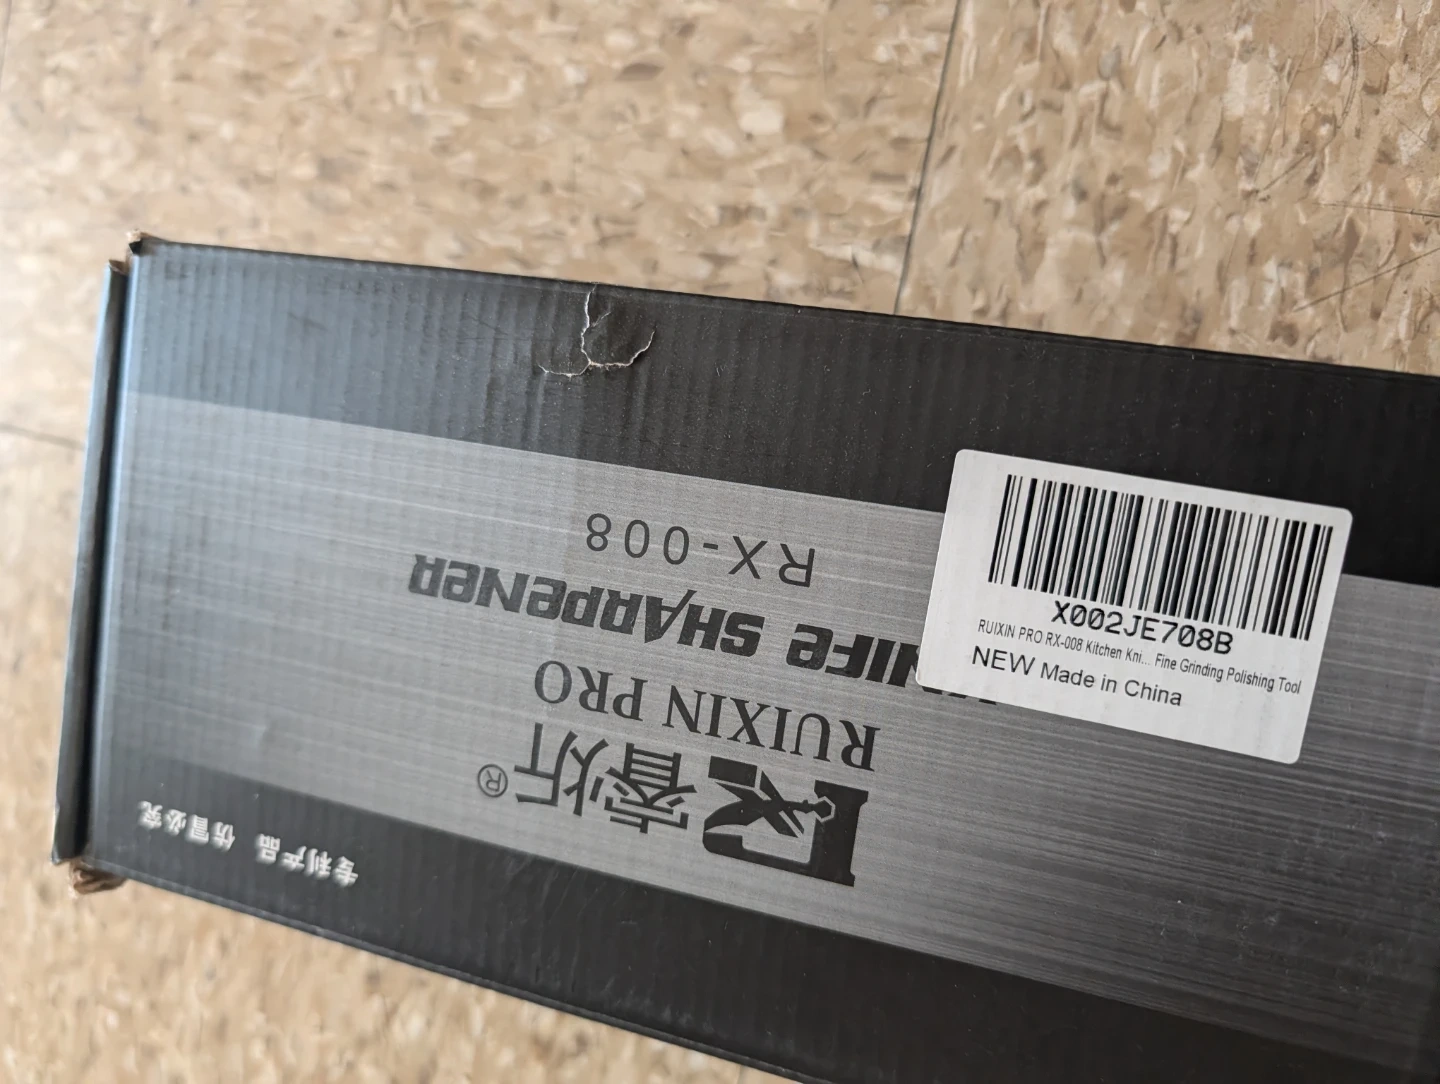 专利产品 仿冒必究
睿炘®
RUIXIN PRO
KNIFE SHARPENER
RX-008
X002JE708B
RUIXIN PRO RX-008 Kitchen Kni... Fine Grinding Polishing Tool
NEW Made in China